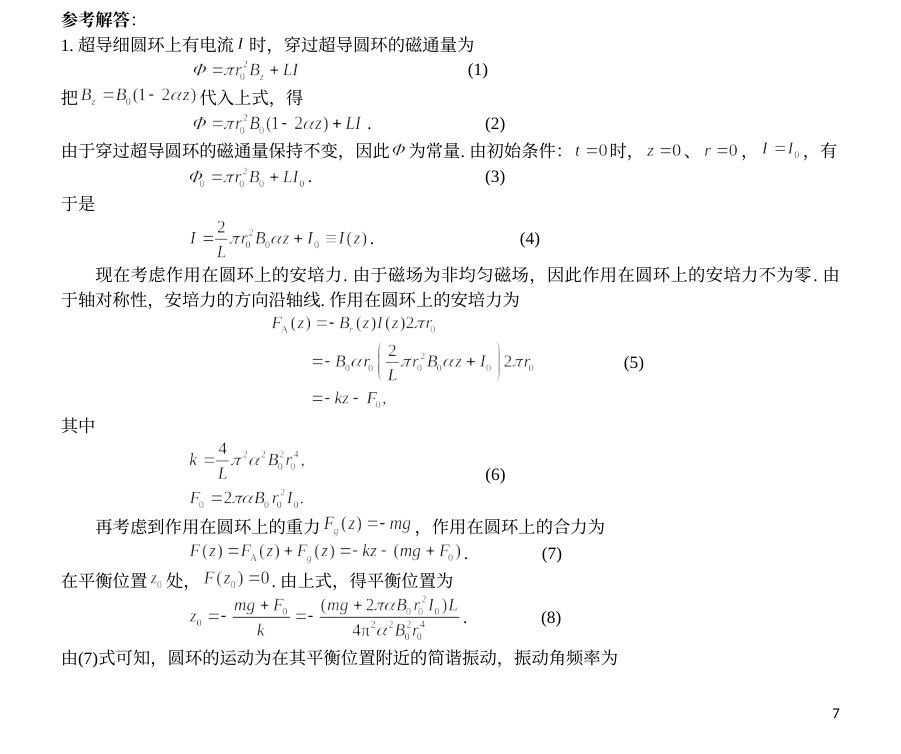 参考解答：
1. 超导细圆环上有电流 I 时，穿过超导圆环的磁通量为
Φ = πr₀²B_z + LI (1)
把 B_z = B₀(1 − 2αz) 代入上式，得
Φ = πr₀²B₀(1 − 2αz) + LI . (2)
由于穿过超导圆环的磁通量保持不变，因此 Φ 为常量. 由初始条件：t = 0 时，z = 0、r = 0，I = I₀，有
Φ₀ = πr₀²B₀ + LI₀ . (3)
于是
I = \frac{2}{L}πr₀²B₀αz + I₀ ≡ I(z) . (4)
现在考虑作用在圆环上的安培力. 由于磁场为非均匀磁场，因此作用在圆环上的安培力不为零. 由
于轴对称性，安培力的方向沿轴线. 作用在圆环上的安培力为
F_A(z) = − B_r(z)I(z)2πr₀
= − B₀αr₀ ( \frac{2}{L}πr₀²B₀αz + I₀ ) 2πr₀ (5)
= − kz − F₀,
其中
k = \frac{4}{L}π²α²B₀²r₀⁴,
(6)
F₀ = 2παB₀r₀²I₀.
再考虑到作用在圆环上的重力 F_g(z) = − mg，作用在圆环上的合力为
F(z) = F_A(z) + F_g(z) = − kz − (mg + F₀) . (7)
在平衡位置 z₀ 处，F(z₀) = 0 . 由上式，得平衡位置为
z₀ = − \frac{mg + F₀}{k} = − \frac{(mg + 2παB₀r₀²I₀)L}{4π²α²B₀²r₀⁴} . (8)
由(7)式可知，圆环的运动为在其平衡位置附近的简谐振动，振动角频率为
7